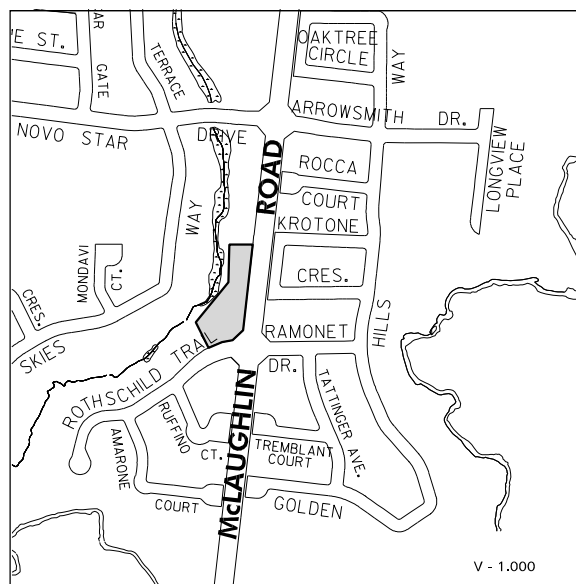 'E ST.
AR
GATE
TERRACE
OAKTREE
CIRCLE
WAY
ARROWSMITH DR.
NOVO STAR DRIVE
LONGVIEW
PLACE
ROAD
ROCCA
COURT
KROTONE
WAY
MONDAVI
CT.
CRES.
CRES.
SKIES
HILLS
RAMONET
DR.
ROTHSCHILD TRAIL
McLAUGHLIN
TATTINGER AVE.
RUFFINO
CT.
TREMBLANT
COURT
AMARONE
COURT
GOLDEN
V - 1.000